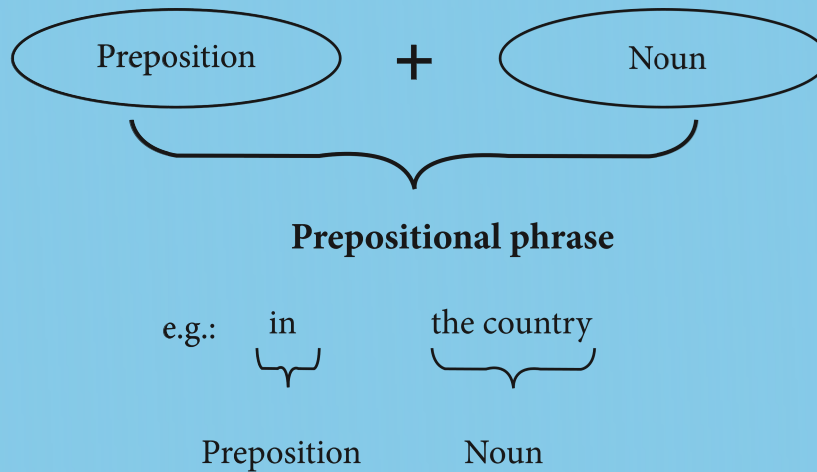 Preposition + Noun
Prepositional phrase
e.g.: in the country
Preposition Noun